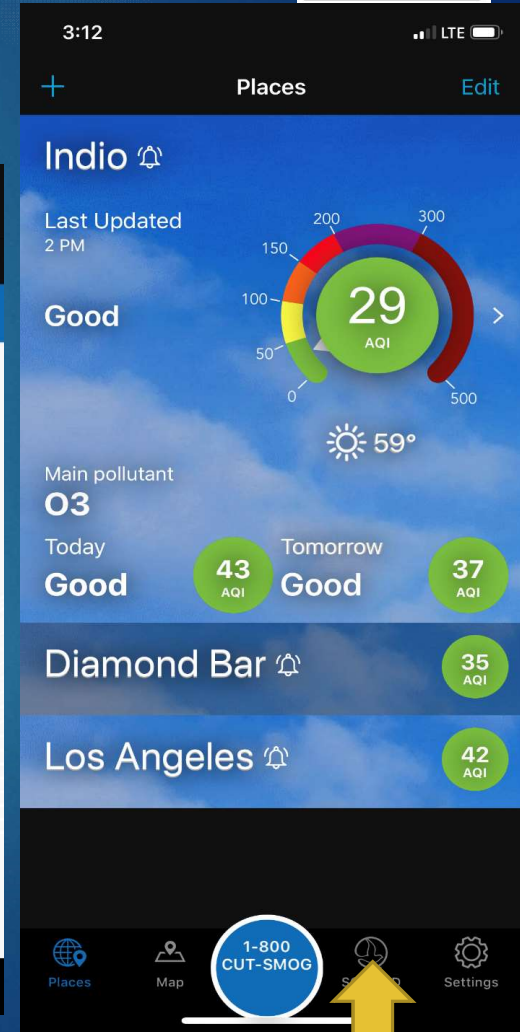 3:12
LTE
+ Places Edit
Indio
Last Updated
2 PM
Good
0
50
100
150
200
300
500
29
AQI
59°
Main pollutant
O3
Today
Good
43
AQI
Tomorrow
Good
37
AQI
Diamond Bar
35
AQI
Los Angeles
42
AQI
Places
Map
1-800
CUT-SMOG
Settings